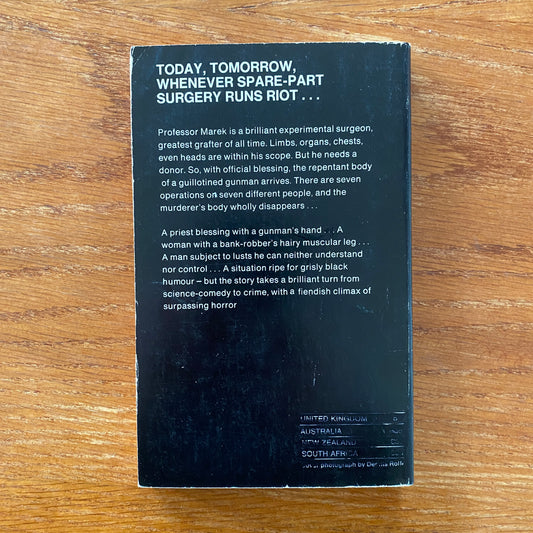 TODAY, TOMORROW,
WHENEVER SPARE-PART
SURGERY RUNS RIOT . . .
Professor Marek is a brilliant experimental surgeon,
greatest grafter of all time. Limbs, organs, chests,
even heads are within his scope. But he needs a
donor. So, with official blessing, the repentant body
of a guillotined gunman arrives. There are seven
operations on seven different people, and the
murderer's body wholly disappears . . .
A priest blessing with a gunman's hand . . . A
woman with a bank-robber's hairy muscular leg . . .
A man subject to lusts he can neither understand
nor control . . . A situation ripe for grisly black
humour – but the story takes a brilliant turn from
science-comedy to crime, with a fiendish climax of
surpassing horror
UNITED KINGDOM
AUSTRALIA
NEW ZEALAND
SOUTH AFRICA
photograph by